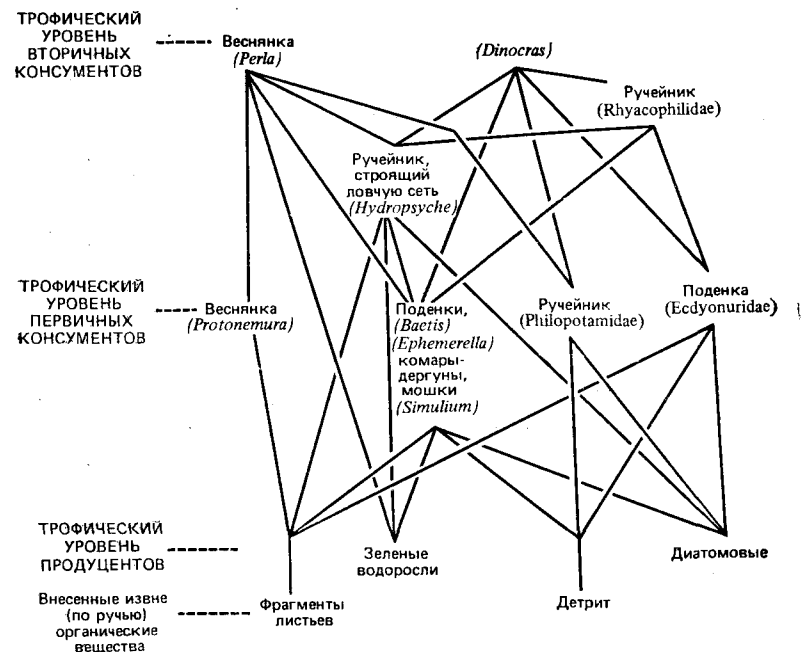 ТРОФИЧЕСКИЙ
УРОВЕНЬ
ВТОРИЧНЫХ
КОНСУМЕНТОВ
Веснянка
(Perla)
(Dinocras)
Ручейник
(Rhyacophilidae)
Ручейник,
строящий
ловчую сеть
(Hydropsyche)
ТРОФИЧЕСКИЙ
УРОВЕНЬ
ПЕРВИЧНЫХ
КОНСУМЕНТОВ
Веснянка
(Protonemura)
Поденки,
(Bactis)
(Ephemerella)
комары-
дергуны,
мошки
(Simulium)
Ручейник
(Philopotamidae)
Поденка
(Ecdyonuridae)
ТРОФИЧЕСКИЙ
УРОВЕНЬ
ПРОДУЦЕНТОВ
Зеленые
водоросли
Диатомовые
Внесенные извне
(по ручью)
органические
вещества
Фрагменты
листьев
Детрит